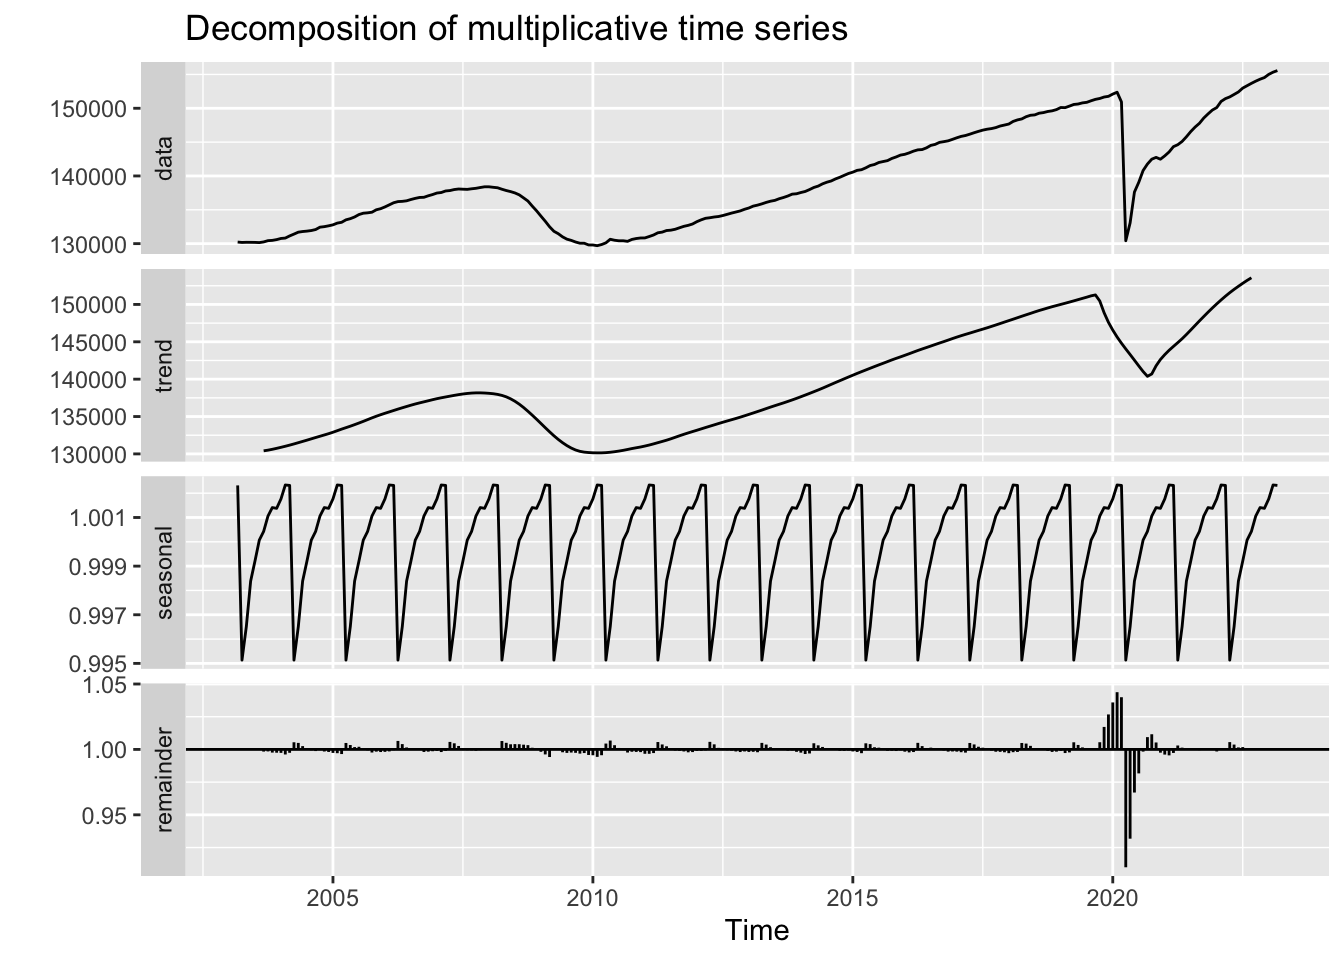 Decomposition of multiplicative time series
150000
140000
130000
data
150000
145000
140000
135000
130000
trend
1.001
0.999
0.997
0.995
seasonal
1.05
1.00
0.95
remainder
2005 2010 2015 2020
Time